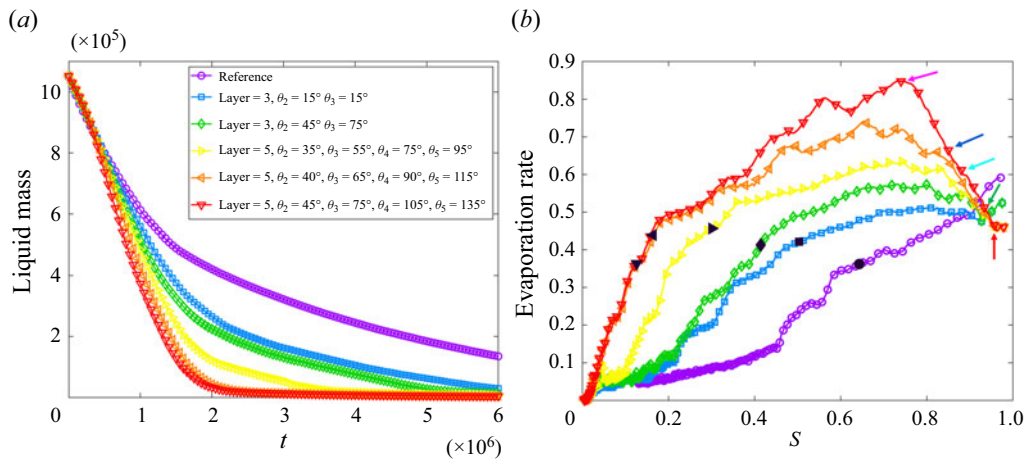 (a)
(×10⁵)
10
8
6
4
2
0
1
2
3
4
5
6
Liquid mass
t
(×10⁶)
Reference
Layer = 3, θ₂ = 15° θ₃ = 15°
Layer = 3, θ₂ = 45° θ₃ = 75°
Layer = 5, θ₂ = 35°, θ₃ = 55°, θ₄ = 75°, θ₅ = 95°
Layer = 5, θ₂ = 40°, θ₃ = 65°, θ₄ = 90°, θ₅ = 115°
Layer = 5, θ₂ = 45°, θ₃ = 75°, θ₄ = 105°, θ₅ = 135°
(b)
0.9
0.8
0.7
0.6
0.5
0.4
0.3
0.2
0.1
0
0.2
0.4
0.6
0.8
1.0
Evaporation rate
S